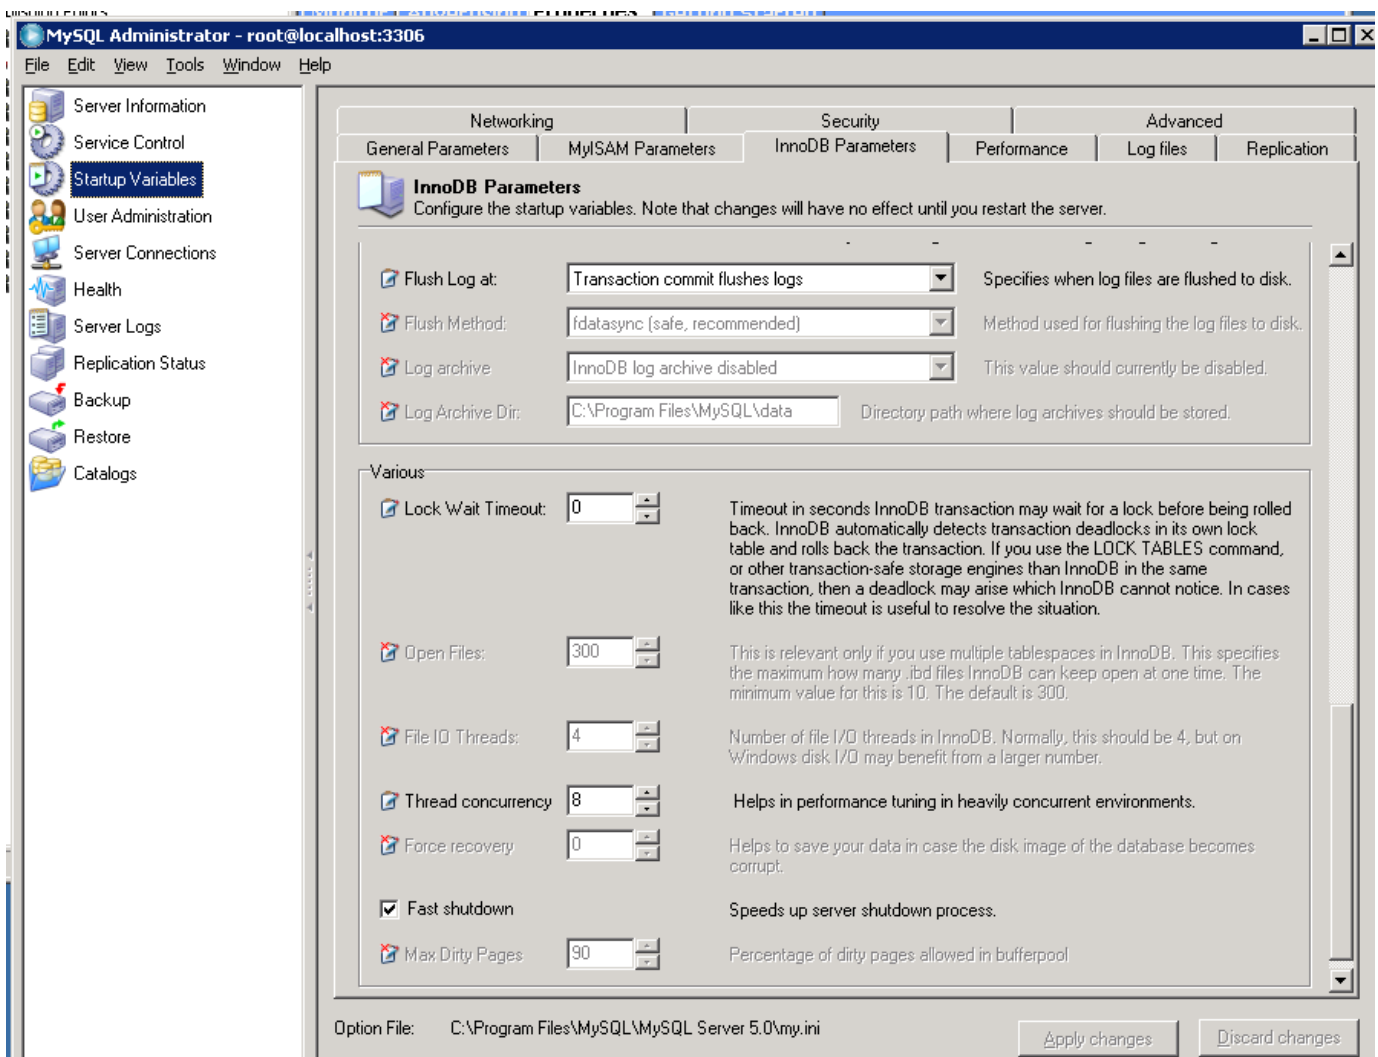 Properties
MySQL Administrator - root@localhost:3306
File Edit View Tools Window Help
Server Information
Service Control
Startup Variables
User Administration
Server Connections
Health
Server Logs
Replication Status
Backup
Restore
Catalogs
Networking Security Advanced
General Parameters MyISAM Parameters InnoDB Parameters Performance Log files Replication
InnoDB Parameters
Configure the startup variables. Note that changes will have no effect until you restart the server.
Flush Log at: Transaction commit flushes logs Specifies when log files are flushed to disk.
Flush Method: fdatasync (safe, recommended) Method used for flushing the log files to disk.
Log archive InnoDB log archive disabled This value should currently be disabled.
Log Archive Dir: C:\Program Files\MySQL\data Directory path where log archives should be stored.
Various
Lock Wait Timeout: 0 Timeout in seconds InnoDB transaction may wait for a lock before being rolled
back. InnoDB automatically detects transaction deadlocks in its own lock
table and rolls back the transaction. If you use the LOCK TABLES command,
or other transaction-safe storage engines than InnoDB in the same
transaction, then a deadlock may arise which InnoDB cannot notice. In cases
like this the timeout is useful to resolve the situation.
Open Files: 300 This is relevant only if you use multiple tablespaces in InnoDB. This specifies
the maximum how many .ibd files InnoDB can keep open at one time. The
minimum value for this is 10. The default is 300.
File IO Threads: 4 Number of file I/O threads in InnoDB. Normally, this should be 4, but on
Windows disk I/O may benefit from a larger number.
Thread concurrency 8 Helps in performance tuning in heavily concurrent environments.
Force recovery 0 Helps to save your data in case the disk image of the database becomes
corrupt.
Fast shutdown Speeds up server shutdown process.
Max Dirty Pages 90 Percentage of dirty pages allowed in bufferpool
Option File: C:\Program Files\MySQL\MySQL Server 5.0\my.ini Apply changes Discard changes